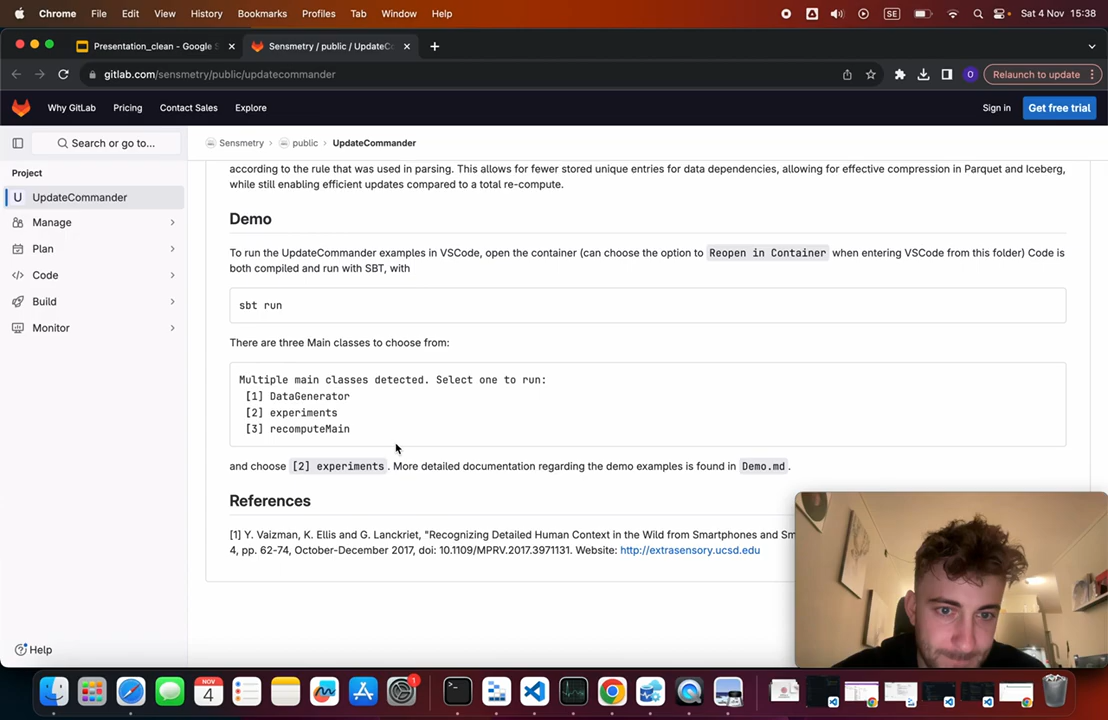 Chrome File Edit View History Bookmarks Profiles Tab Window Help SE Sat 4 Nov 15:38
Presentation_clean - Google S
Sensmetry / public / UpdateCo
gitlab.com/sensmetry/public/updatecommander
O
Relaunch to update
Why GitLab Pricing Contact Sales Explore Sign in Get free trial
Search or go to...
Sensmetry > public > UpdateCommander
Project
U UpdateCommander
Manage
Plan
Code
Build
Monitor
Help
according to the rule that was used in parsing. This allows for fewer stored unique entries for data dependencies, allowing for effective compression in Parquet and Iceberg,
while still enabling efficient updates compared to a total re-compute.
Demo
To run the UpdateCommander examples in VSCode, open the container (can choose the option to Reopen in Container when entering VSCode from this folder) Code is
both compiled and run with SBT, with
sbt run
There are three Main classes to choose from:
Multiple main classes detected. Select one to run:
[1] DataGenerator
[2] experiments
[3] recomputeMain
and choose [2] experiments. More detailed documentation regarding the demo examples is found in Demo.md.
References
[1] Y. Vaizman, K. Ellis and G. Lanckriet, "Recognizing Detailed Human Context in the Wild from Smartphones and Sm
4, pp. 62-74, October-December 2017, doi: 10.1109/MPRV.2017.3971131. Website: http://extrasensory.ucsd.edu
NOV
4
1